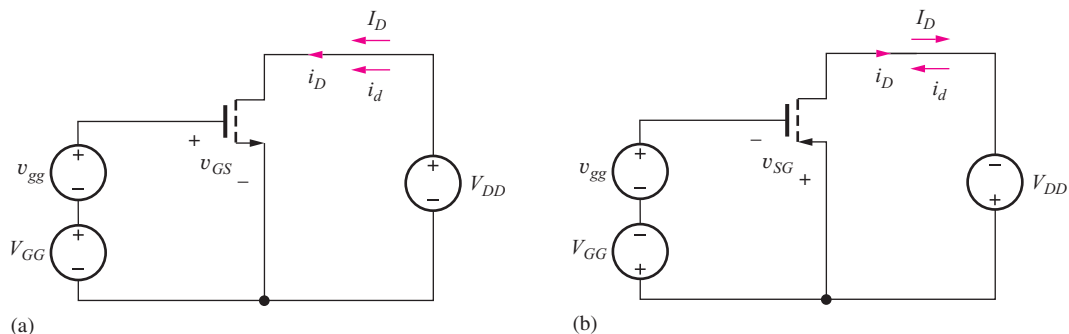 I_D
i_D
i_d
+
v_GS
−
+
v_gg
−
+
V_GG
−
+
V_DD
−
(a)
I_D
i_D
i_d
−
v_SG
+
+
v_gg
−
−
V_GG
+
−
V_DD
+
(b)